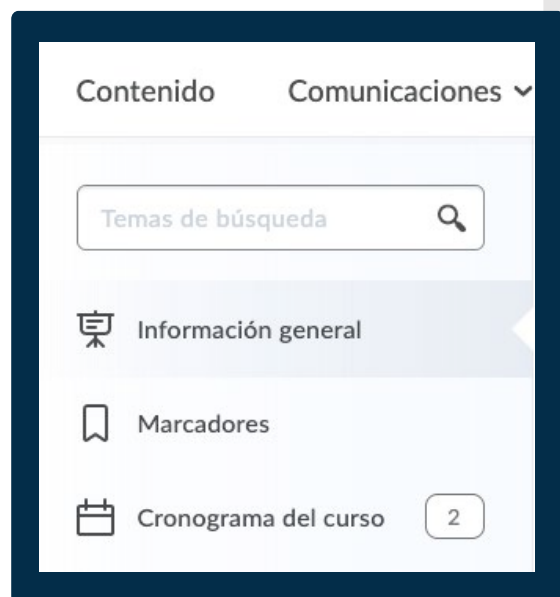 Contenido Comunicaciones
Temas de búsqueda
Información general
Marcadores
Cronograma del curso 2